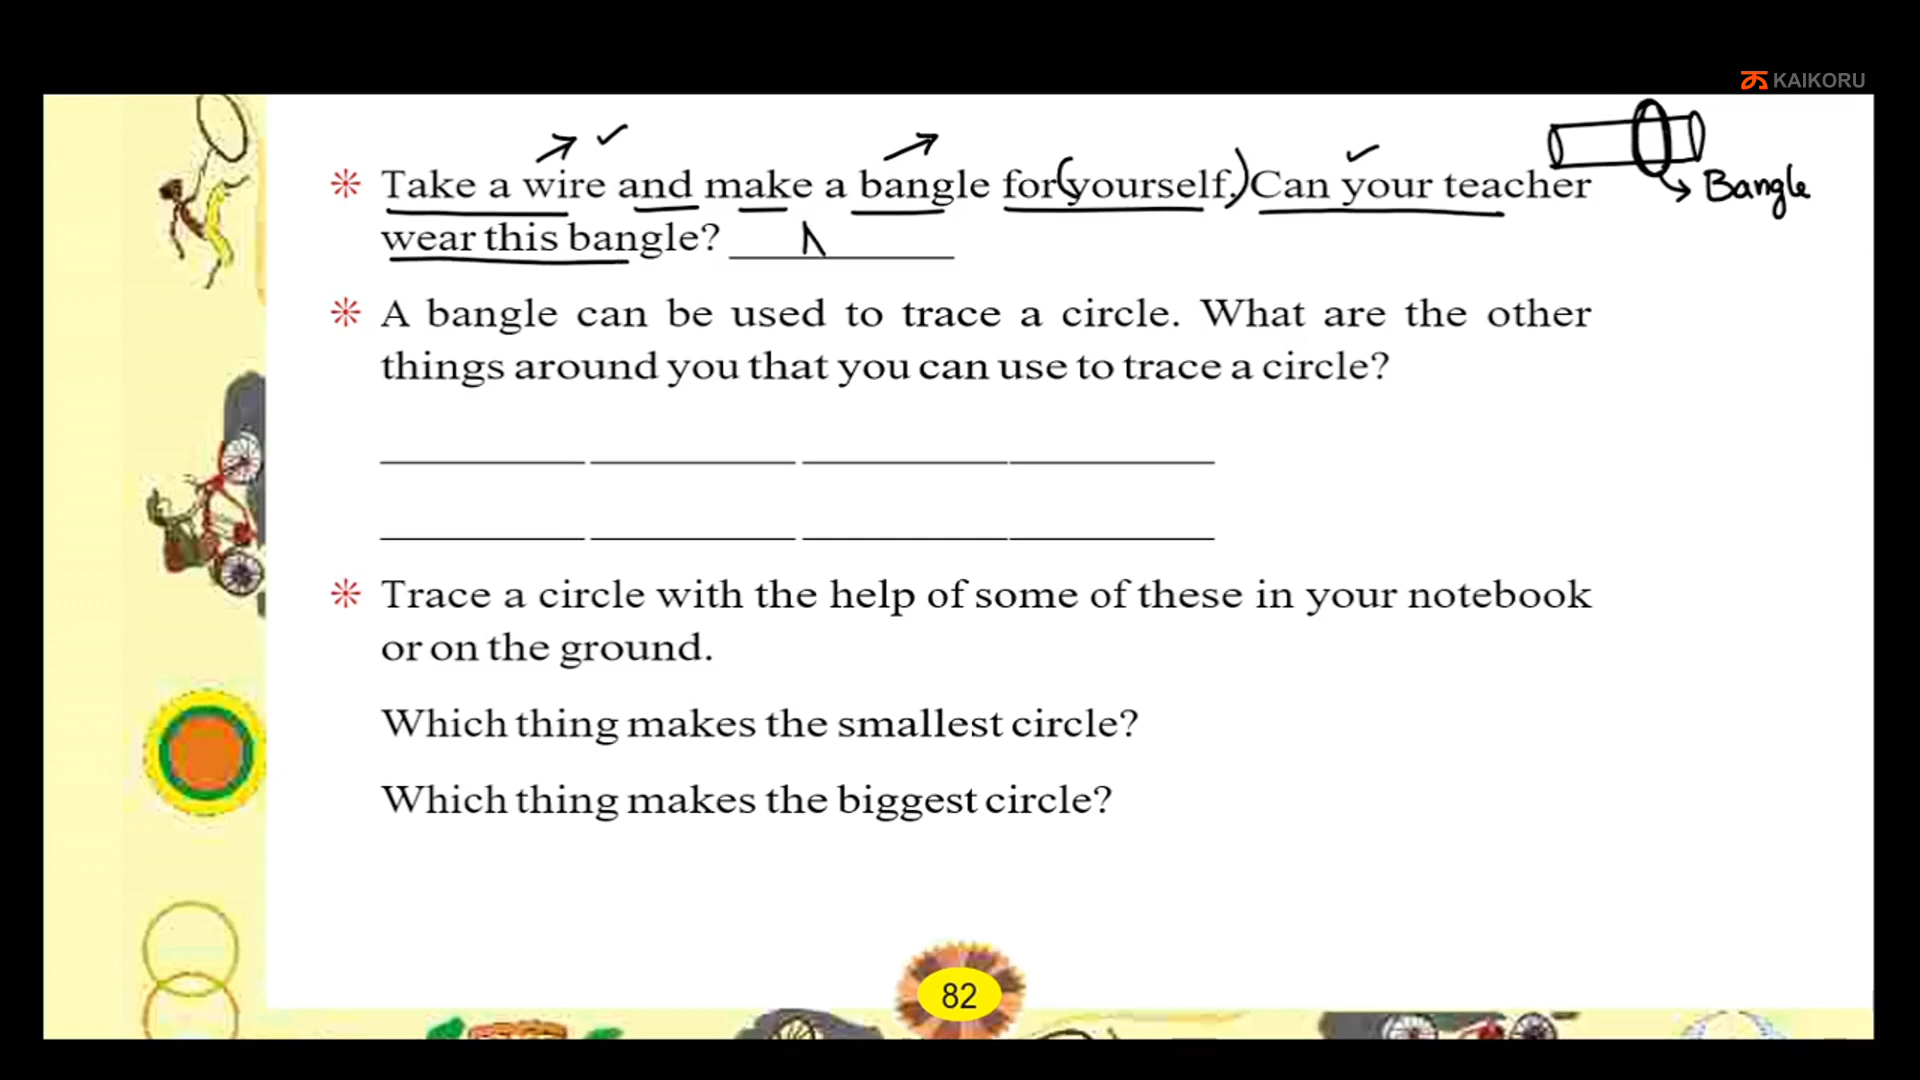 KAIKORU
Take a wire and make a bangle for yourself. Can your teacher
Bangle
wear this bangle?
A bangle can be used to trace a circle. What are the other
things around you that you can use to trace a circle?
Trace a circle with the help of some of these in your notebook
or on the ground.
Which thing makes the smallest circle?
Which thing makes the biggest circle?
82